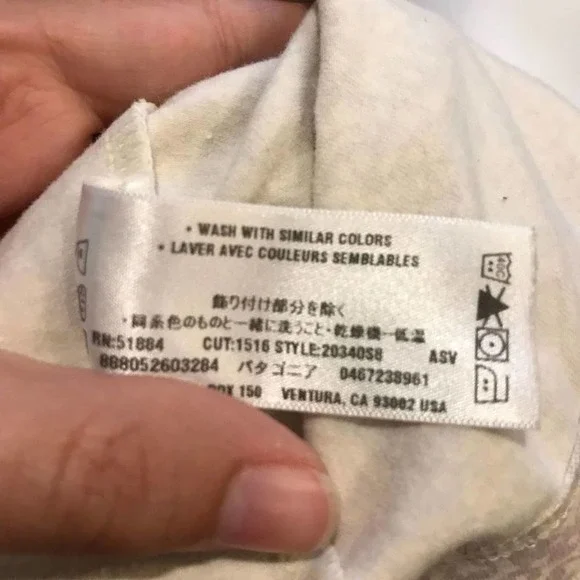 • WASH WITH SIMILAR COLORS
• LAVER AVEC COULEURS SEMBLABLES
飾り付け部分を除く
・同系色のものと一緒に洗うこと・乾燥機一低温
RN:51884 CUT:1516 STYLE:20340S8 ASV
888052603284 パタゴニア 0467238961
BOX 150 VENTURA, CA 93002 USA